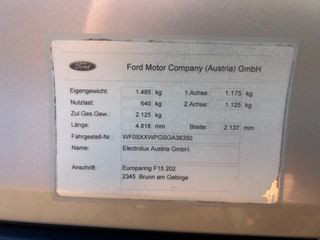 Ford Ford Motor Company (Austria) GmbH
Eigengewicht: 1.485 kg 1.Achse: 1.175 kg
Nutzlast: 640 kg 2.Achse: 1.125 kg
Zul.Ges.Gew.: 2.125 kg
Länge: 4.818 mm Breite: 2.137 mm
Fahrgestell-Nr.: WF0SXXWPGSGA38350
Name: Electrolux Austria GmbH.
Anschrift: Europaring F15 202
2345 Brunn am Gebirge